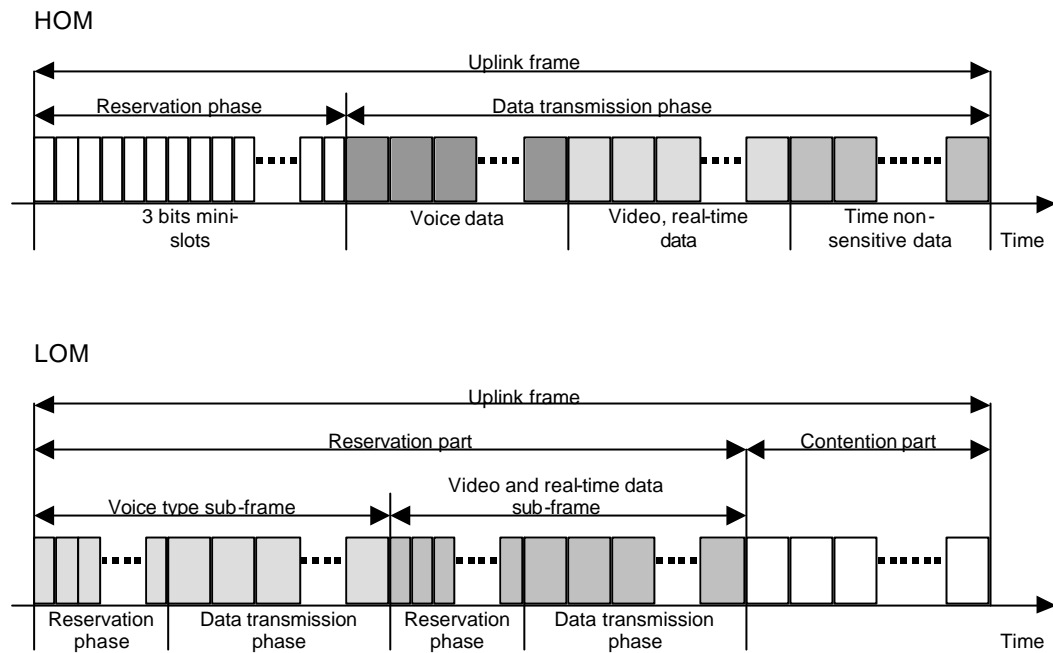 HOM
Uplink frame
Reservation phase
Data transmission phase
3 bits mini-
slots
Voice data
Video, real-time
data
Time non-
sensitive data
Time
LOM
Uplink frame
Reservation part
Contention part
Voice type sub-frame
Video and real-time data
sub-frame
Reservation
phase
Data transmission
phase
Reservation
phase
Data transmission
phase
Time